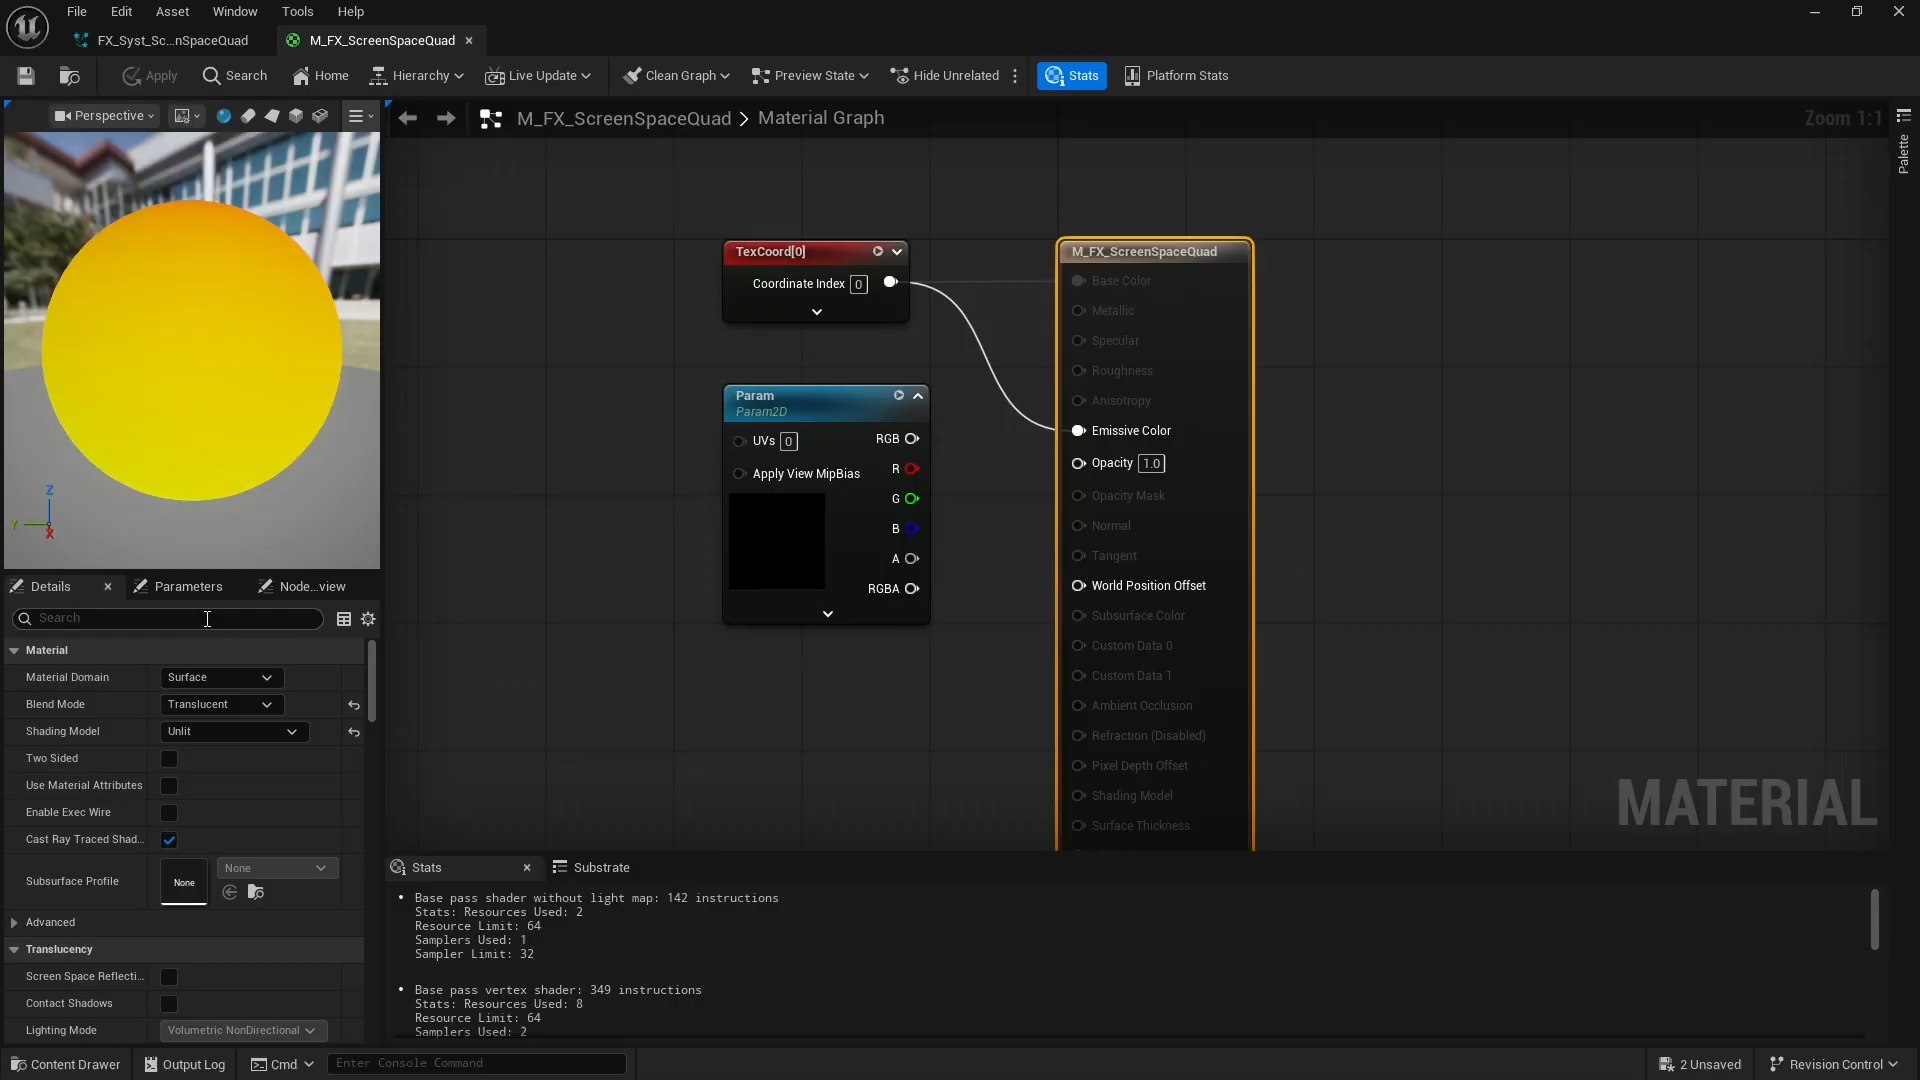 File Edit Asset Window Tools Help
FX_Syst_Sc...nSpaceQuad
M_FX_ScreenSpaceQuad
Apply Search Home Hierarchy Live Update Clean Graph Preview State Hide Unrelated Stats Platform Stats
Perspective
M_FX_ScreenSpaceQuad > Material Graph
Zoom 1:1
Palette
Z
Y
X
TexCoord[0]
Coordinate Index 0
Param
Param2D
UVs 0
RGB
Apply View MipBias
R
G
B
A
RGBA
M_FX_ScreenSpaceQuad
Base Color
Metallic
Specular
Roughness
Anisotropy
Emissive Color
Opacity 1.0
Opacity Mask
Normal
Tangent
World Position Offset
Subsurface Color
Custom Data 0
Custom Data 1
Ambient Occlusion
Refraction (Disabled)
Pixel Depth Offset
Shading Model
Surface Thickness
MATERIAL
Details Parameters Node...view
Search
Material
Material Domain Surface
Blend Mode Translucent
Shading Model Unlit
Two Sided
Use Material Attributes
Enable Exec Wire
Cast Ray Traced Shad...
Subsurface Profile None None
Advanced
Translucency
Screen Space Reflecti...
Contact Shadows
Lighting Mode Volumetric NonDirectional
Stats Substrate
• Base pass shader without light map: 142 instructions
Stats: Resources Used: 2
Resource Limit: 64
Samplers Used: 1
Sampler Limit: 32
• Base pass vertex shader: 349 instructions
Stats: Resources Used: 8
Resource Limit: 64
Samplers Used: 2
Content Drawer Output Log Cmd Enter Console Command 2 Unsaved Revision Control